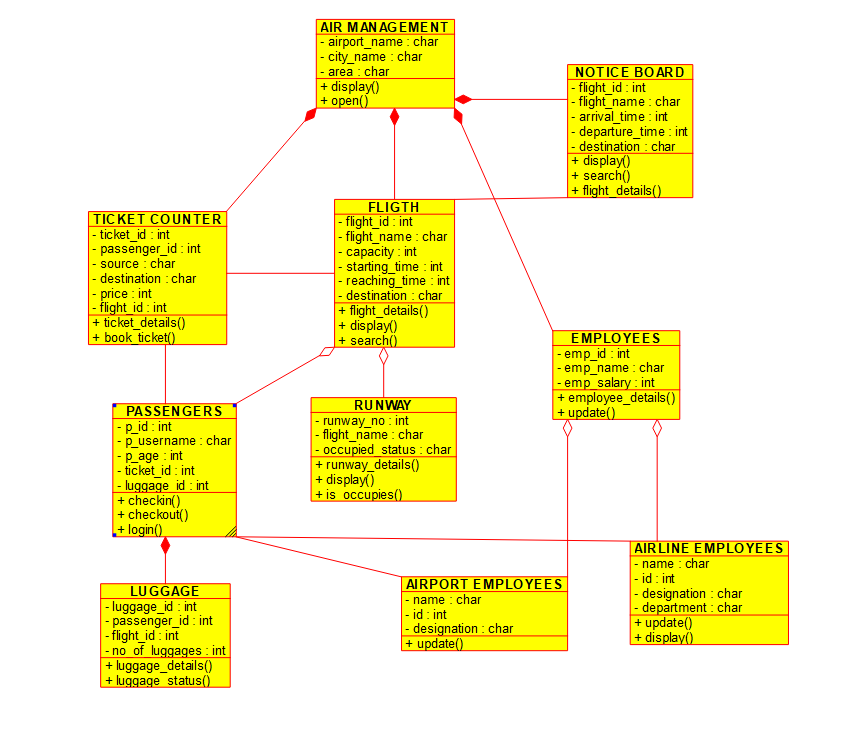 AIR MANAGEMENT
- airport_name : char
- city_name : char
- area : char
+ display()
+ open()
NOTICE BOARD
- flight_id : int
- flight_name : char
- arrival_time : int
- departure_time : int
- destination : char
+ display()
+ search()
+ flight_details()
TICKET COUNTER
- ticket_id : int
- passenger_id : int
- source : char
- destination : char
- price : int
- flight_id : int
+ ticket_details()
+ book_ticket()
FLIGTH
- flight_id : int
- flight_name : char
- capacity : int
- starting_time : int
- reaching_time : int
- destination : char
+ flight_details()
+ display()
+ search()
EMPLOYEES
- emp_id : int
- emp_name : char
- emp_salary : int
+ employee_details()
+ update()
PASSENGERS
- p_id : int
- p_username : char
- p_age : int
- ticket_id : int
- luggage_id : int
+ checkin()
+ checkout()
+ login()
RUNWAY
- runway_no : int
- flight_name : char
- occupied_status : char
+ runway_details()
+ display()
+ is_occupies()
LUGGAGE
- luggage_id : int
- passenger_id : int
- flight_id : int
- no_of_luggages : int
+ luggage_details()
+ luggage_status()
AIRPORT EMPLOYEES
- name : char
- id : int
- designation : char
+ update()
AIRLINE EMPLOYEES
- name : char
- id : int
- designation : char
- department : char
+ update()
+ display()